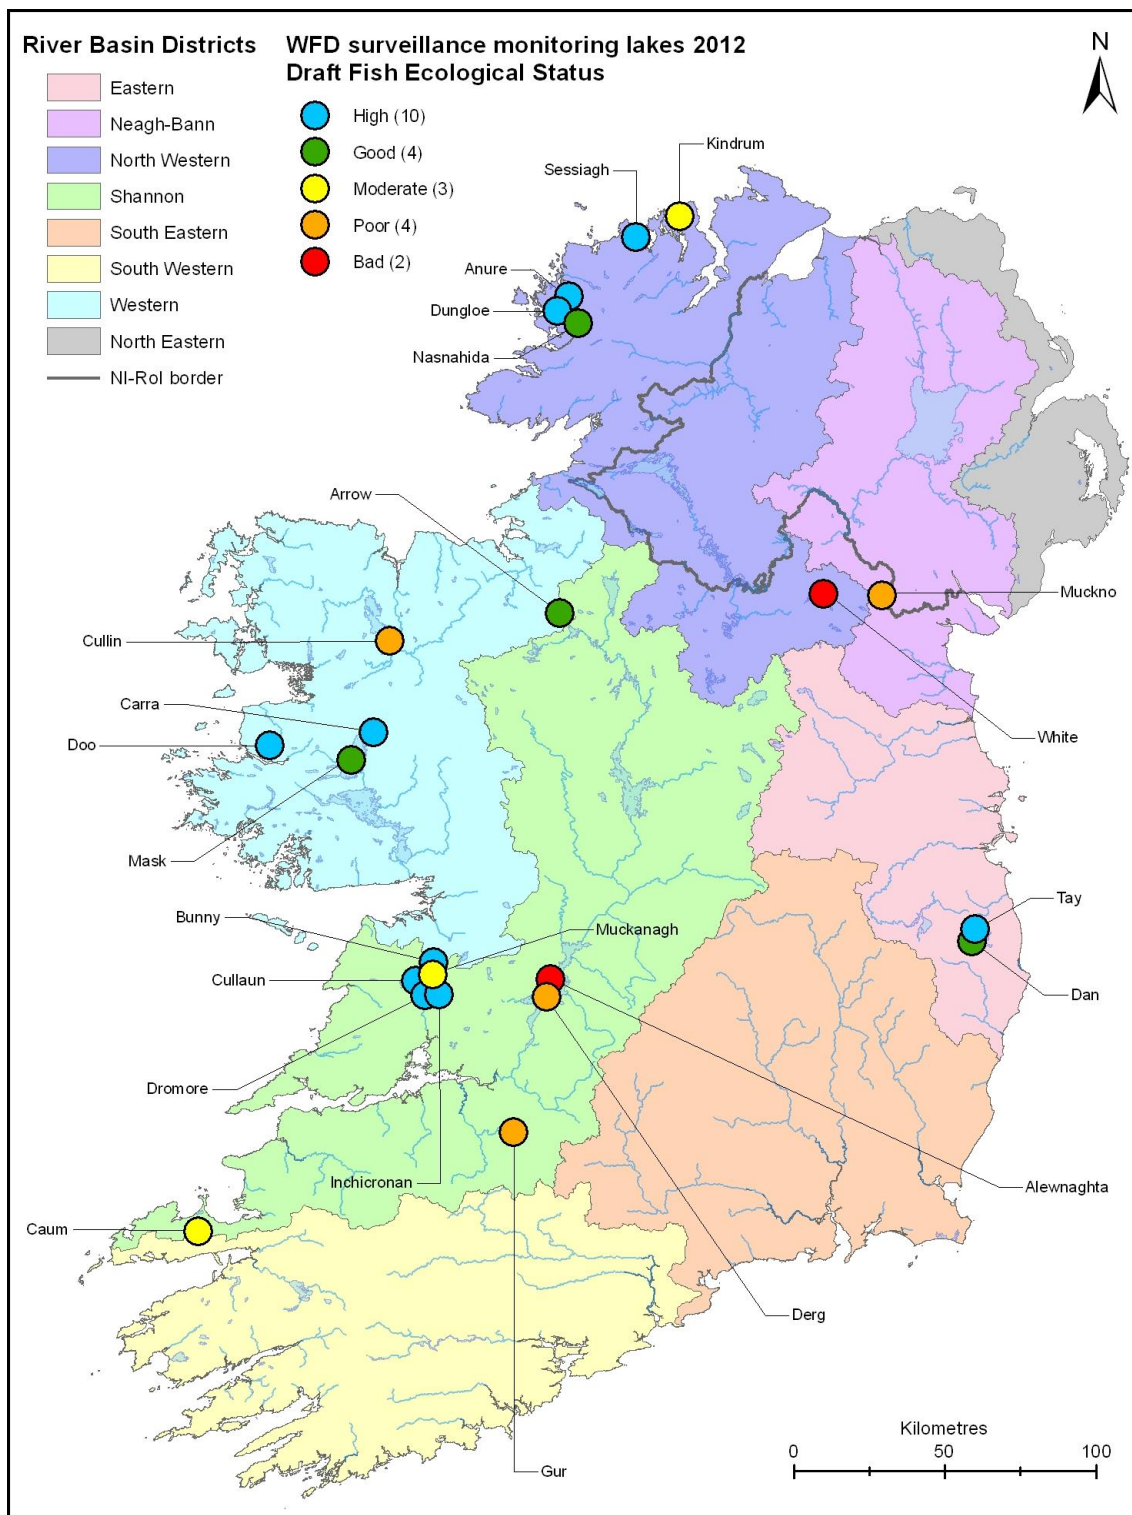 River Basin Districts
Eastern
Neagh-Bann
North Western
Shannon
South Eastern
South Western
Western
North Eastern
NI-RoI border
WFD surveillance monitoring lakes 2012
Draft Fish Ecological Status
High (10)
Good (4)
Moderate (3)
Poor (4)
Bad (2)
N
Kindrum
Sessiagh
Anure
Dungloe
Nasnahida
Arrow
Muckno
Cullin
Carra
Doo
White
Mask
Tay
Bunny
Muckanagh
Cullaun
Dan
Dromore
Inchicronan
Alewnaghta
Caum
Derg
Gur
Kilometres
0 50 100